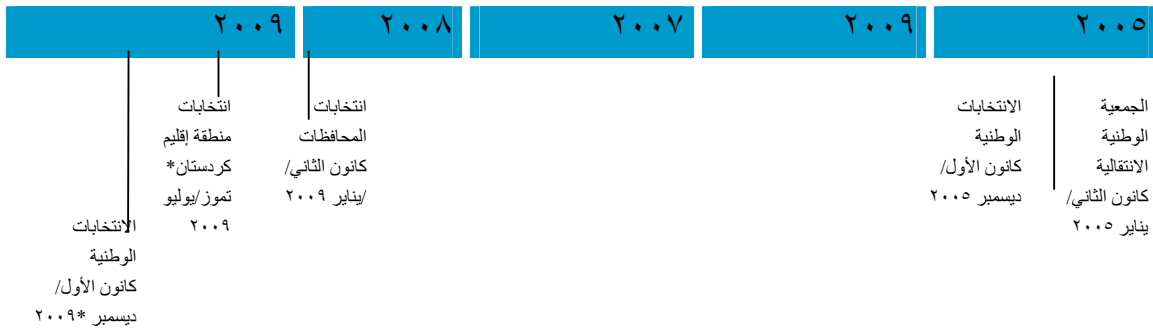 ٢٠٠٥
٢٠٠٩
٢٠٠٧
٢٠٠٨
٢٠٠٩
الجمعية
الوطنية
الانتقالية
كانون الثاني/
يناير ٢٠٠٥
الانتخابات
الوطنية
كانون الأول/
ديسمبر ٢٠٠٥
انتخابات
المحافظات
كانون الثاني/
/يناير ٢٠٠٩
انتخابات
منطقة إقليم
كردستان*
تموز/يوليو
٢٠٠٩
الانتخابات
الوطنية
كانون الأول/
ديسمبر *٢٠٠٩